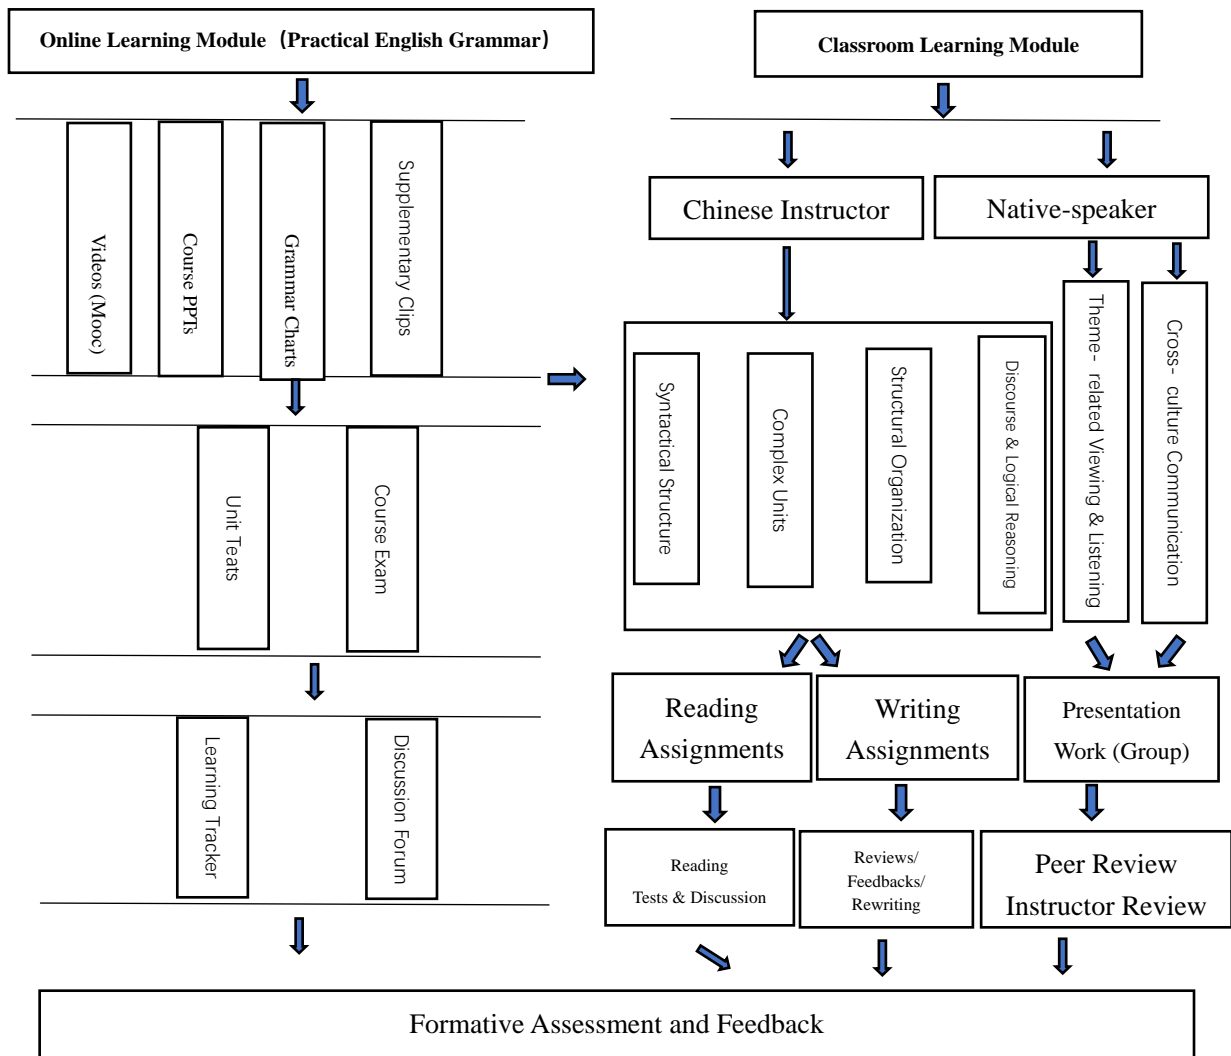 Online Learning Module（Practical English Grammar）
Videos (Mooc)
Course PPTs
Grammar Charts
Supplementary Clips
Unit Teats
Course Exam
Learning Tracker
Discussion Forum
Classroom Learning Module
Chinese Instructor
Native-speaker
Syntactical Structure
Complex Units
Structural Organization
Discourse & Logical Reasoning
Theme- related Viewing & Listening
Cross- culture Communication
Reading
Assignments
Writing
Assignments
Presentation
Work (Group)
Reading
Tests & Discussion
Reviews/
Feedbacks/
Rewriting
Peer Review
Instructor Review
Formative Assessment and Feedback